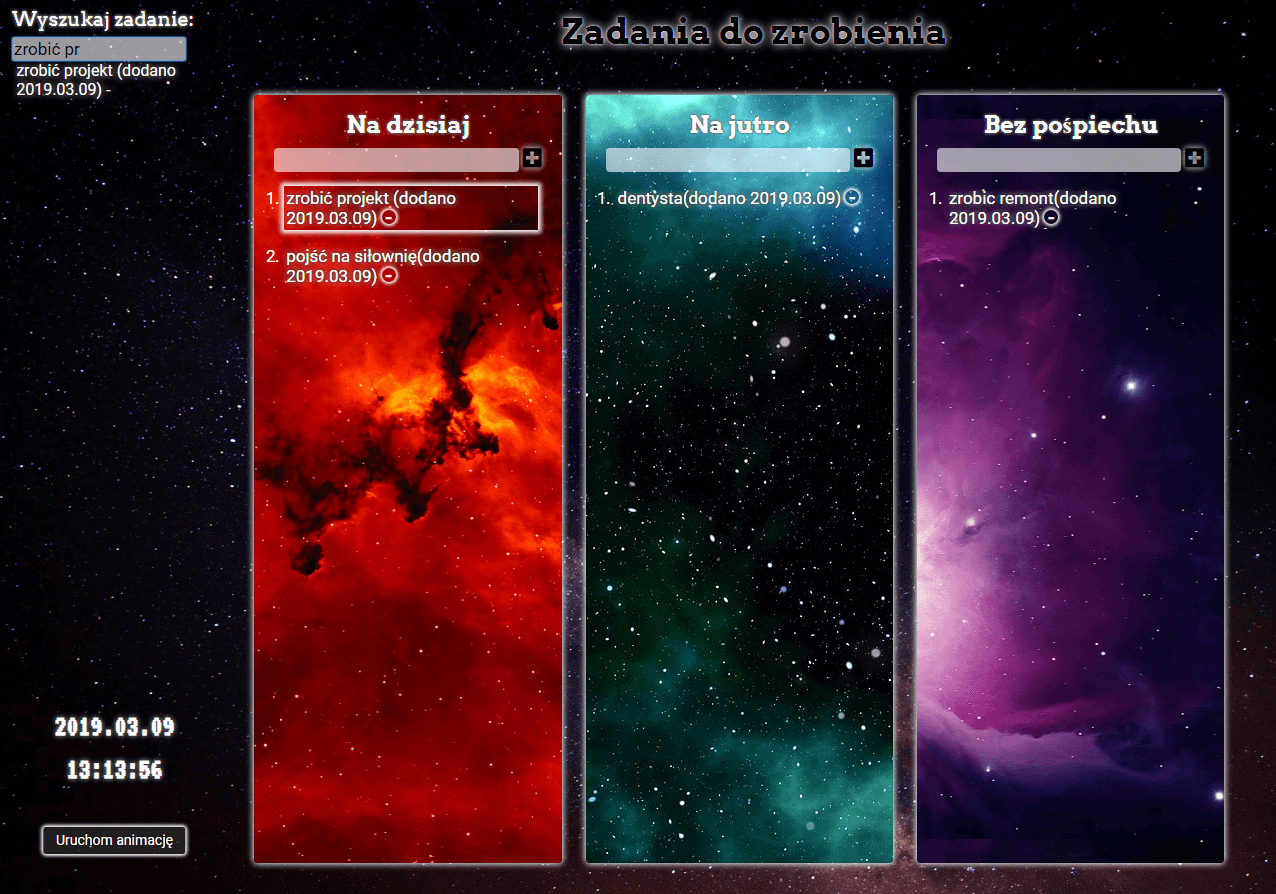 Wyszukaj zadanie:
zrobić pr
zrobić projekt (dodano
2019.03.09) -
Zadania do zrobienia
Na dzisiaj
1. zrobić projekt (dodano
2019.03.09) -
2. pojść na siłownię(dodano
2019.03.09) -
Na jutro
1. dentysta(dodano 2019.03.09) -
Bez pośpiechu
1. zrobic remont(dodano
2019.03.09) -
2019.03.09
13:13:56
Uruchom animację